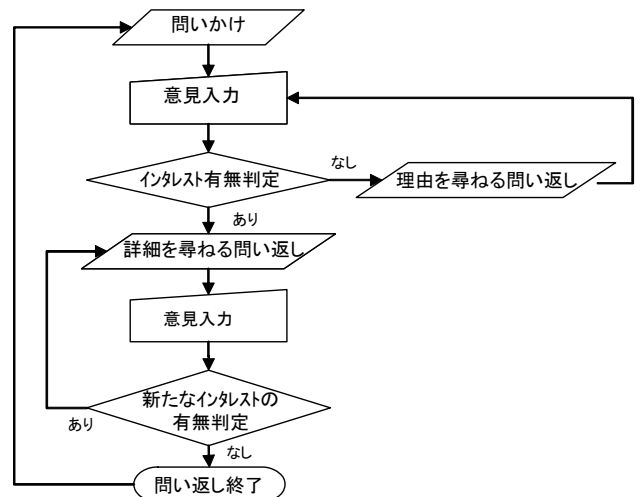 問いかけ
意見入力
インタレスト有無判定
なし
理由を尋ねる問い返し
あり
詳細を尋ねる問い返し
意見入力
新たなインタレストの
有無判定
あり
なし
問い返し終了